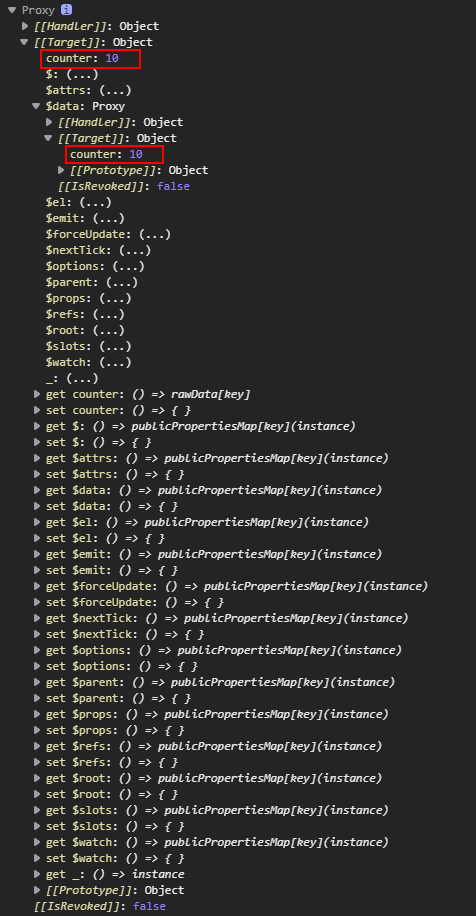 Proxy i
[[Handler]]: Object
[[Target]]: Object
counter: 10
$: (...)
$attrs: (...)
$data: Proxy
[[Handler]]: Object
[[Target]]: Object
counter: 10
[[Prototype]]: Object
[[IsRevoked]]: false
$el: (...)
$emit: (...)
$forceUpdate: (...)
$nextTick: (...)
$options: (...)
$parent: (...)
$props: (...)
$refs: (...)
$root: (...)
$slots: (...)
$watch: (...)
_: (...)
get counter: () => rawData[key]
set counter: () => { }
get $: () => publicPropertiesMap[key](instance)
set $: () => { }
get $attrs: () => publicPropertiesMap[key](instance)
set $attrs: () => { }
get $data: () => publicPropertiesMap[key](instance)
set $data: () => { }
get $el: () => publicPropertiesMap[key](instance)
set $el: () => { }
get $emit: () => publicPropertiesMap[key](instance)
set $emit: () => { }
get $forceUpdate: () => publicPropertiesMap[key](instance)
set $forceUpdate: () => { }
get $nextTick: () => publicPropertiesMap[key](instance)
set $nextTick: () => { }
get $options: () => publicPropertiesMap[key](instance)
set $options: () => { }
get $parent: () => publicPropertiesMap[key](instance)
set $parent: () => { }
get $props: () => publicPropertiesMap[key](instance)
set $props: () => { }
get $refs: () => publicPropertiesMap[key](instance)
set $refs: () => { }
get $root: () => publicPropertiesMap[key](instance)
set $root: () => { }
get $slots: () => publicPropertiesMap[key](instance)
set $slots: () => { }
get $watch: () => publicPropertiesMap[key](instance)
set $watch: () => { }
get _: () => instance
[[Prototype]]: Object
[[IsRevoked]]: false